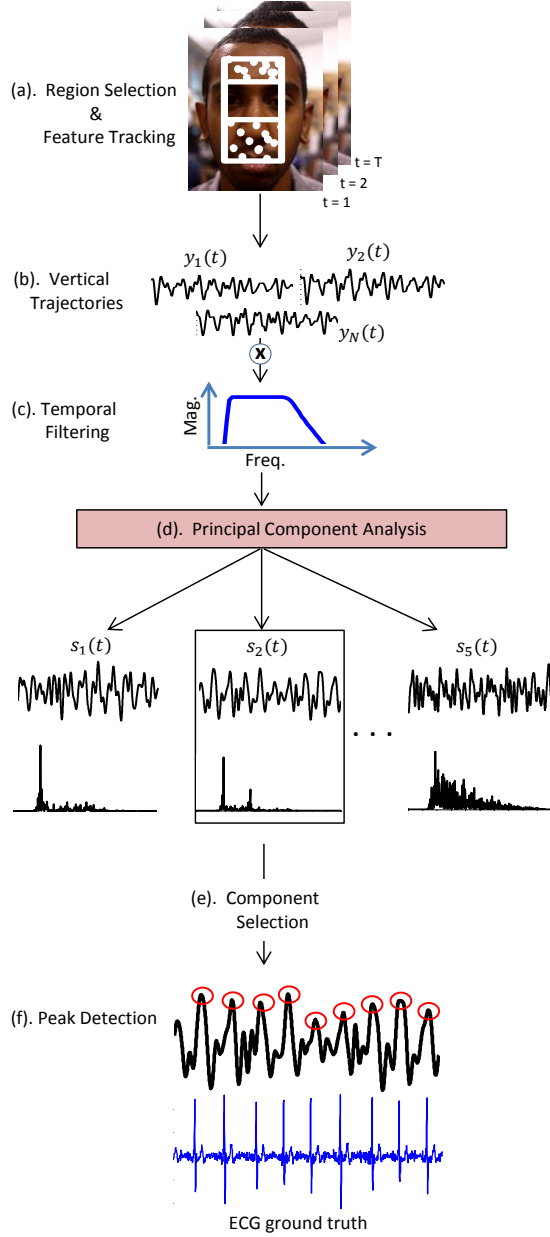 (a). Region Selection
&
Feature Tracking
t = T
t = 2
t = 1
y₁(t)
y₂(t)
(b). Vertical
Trajectories
y_N(t)
X
(c). Temporal
Filtering
Mag.
Freq.
(d). Principal Component Analysis
s₁(t)
s₂(t)
s₅(t)
. . .
(e). Component
Selection
(f). Peak Detection
ECG ground truth